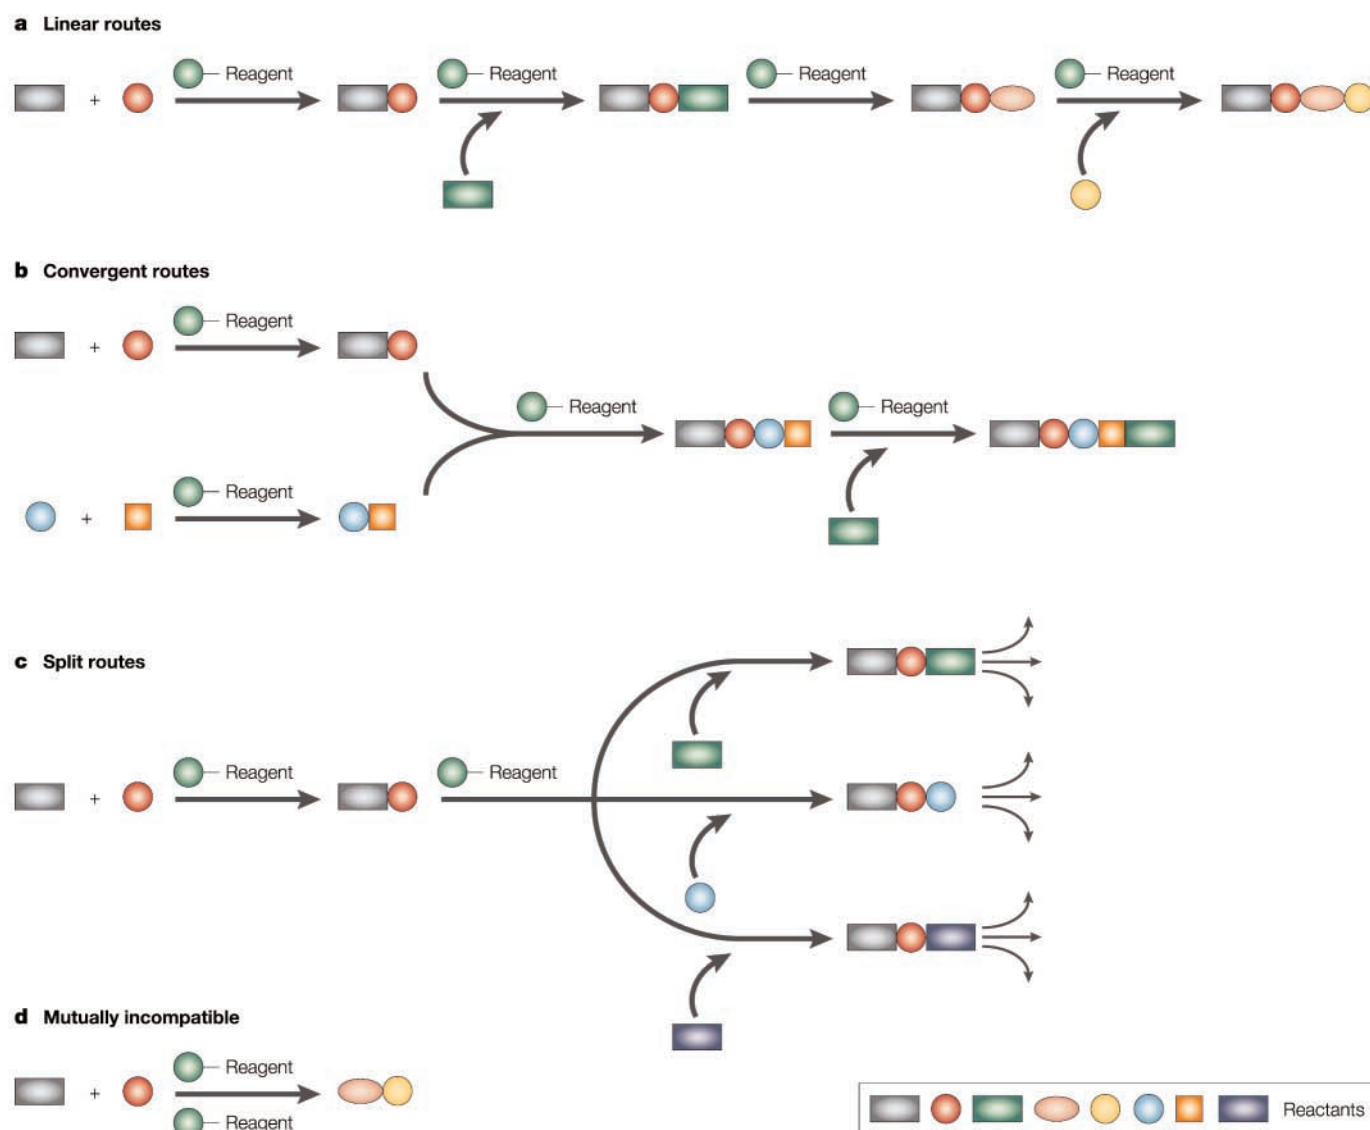 a Linear routes
Reagent Reagent Reagent Reagent
+
b Convergent routes
Reagent
+
Reagent Reagent
Reagent
+
c Split routes
Reagent Reagent
+
d Mutually incompatible
Reagent
+
Reagent
Reactants